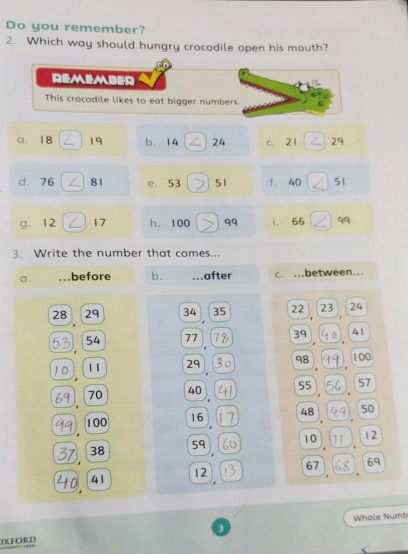 Do you remember?
2. Which way should hungry crocodile open his mouth?
REMEMBER
This crocodile likes to eat bigger numbers.
a. 18 < 19 b. 14 < 24 c. 21 < 29
d. 76 < 81 e. 53 > 51 f. 40 < 51
g. 12 < 17 h. 100 > 99 i. 66 < 99
3. Write the number that comes...
a. ...before b. ...after c. ...between...
28, 29 34, 35 22, 23, 24
53, 54 77, 78 39, 40, 41
10, 11 29, 30 98, 99, 100
69, 70 40, 41 55, 56, 57
99, 100 16, 17 48, 49, 50
37, 38 59, 60 10, 11, 12
40, 41 12, 13 67, 68, 69
3
Whole Numb
OXFORD